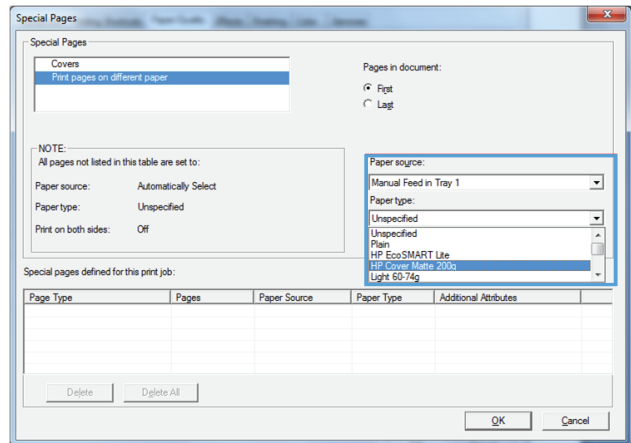 Special Pages
Special Pages
Covers
Print pages on different paper
Pages in document:
First
Last
NOTE:
All pages not listed in this table are set to:
Paper source: Automatically Select
Paper type: Unspecified
Print on both sides: Off
Paper source:
Manual Feed in Tray 1
Paper type:
Unspecified
Unspecified
Plain
HP EcoSMART Lite
HP Cover Matte 200g
Light 60-74g
Special pages defined for this print job:
Page Type Pages Paper Source Paper Type Additional Attributes
Delete Delete All
OK Cancel